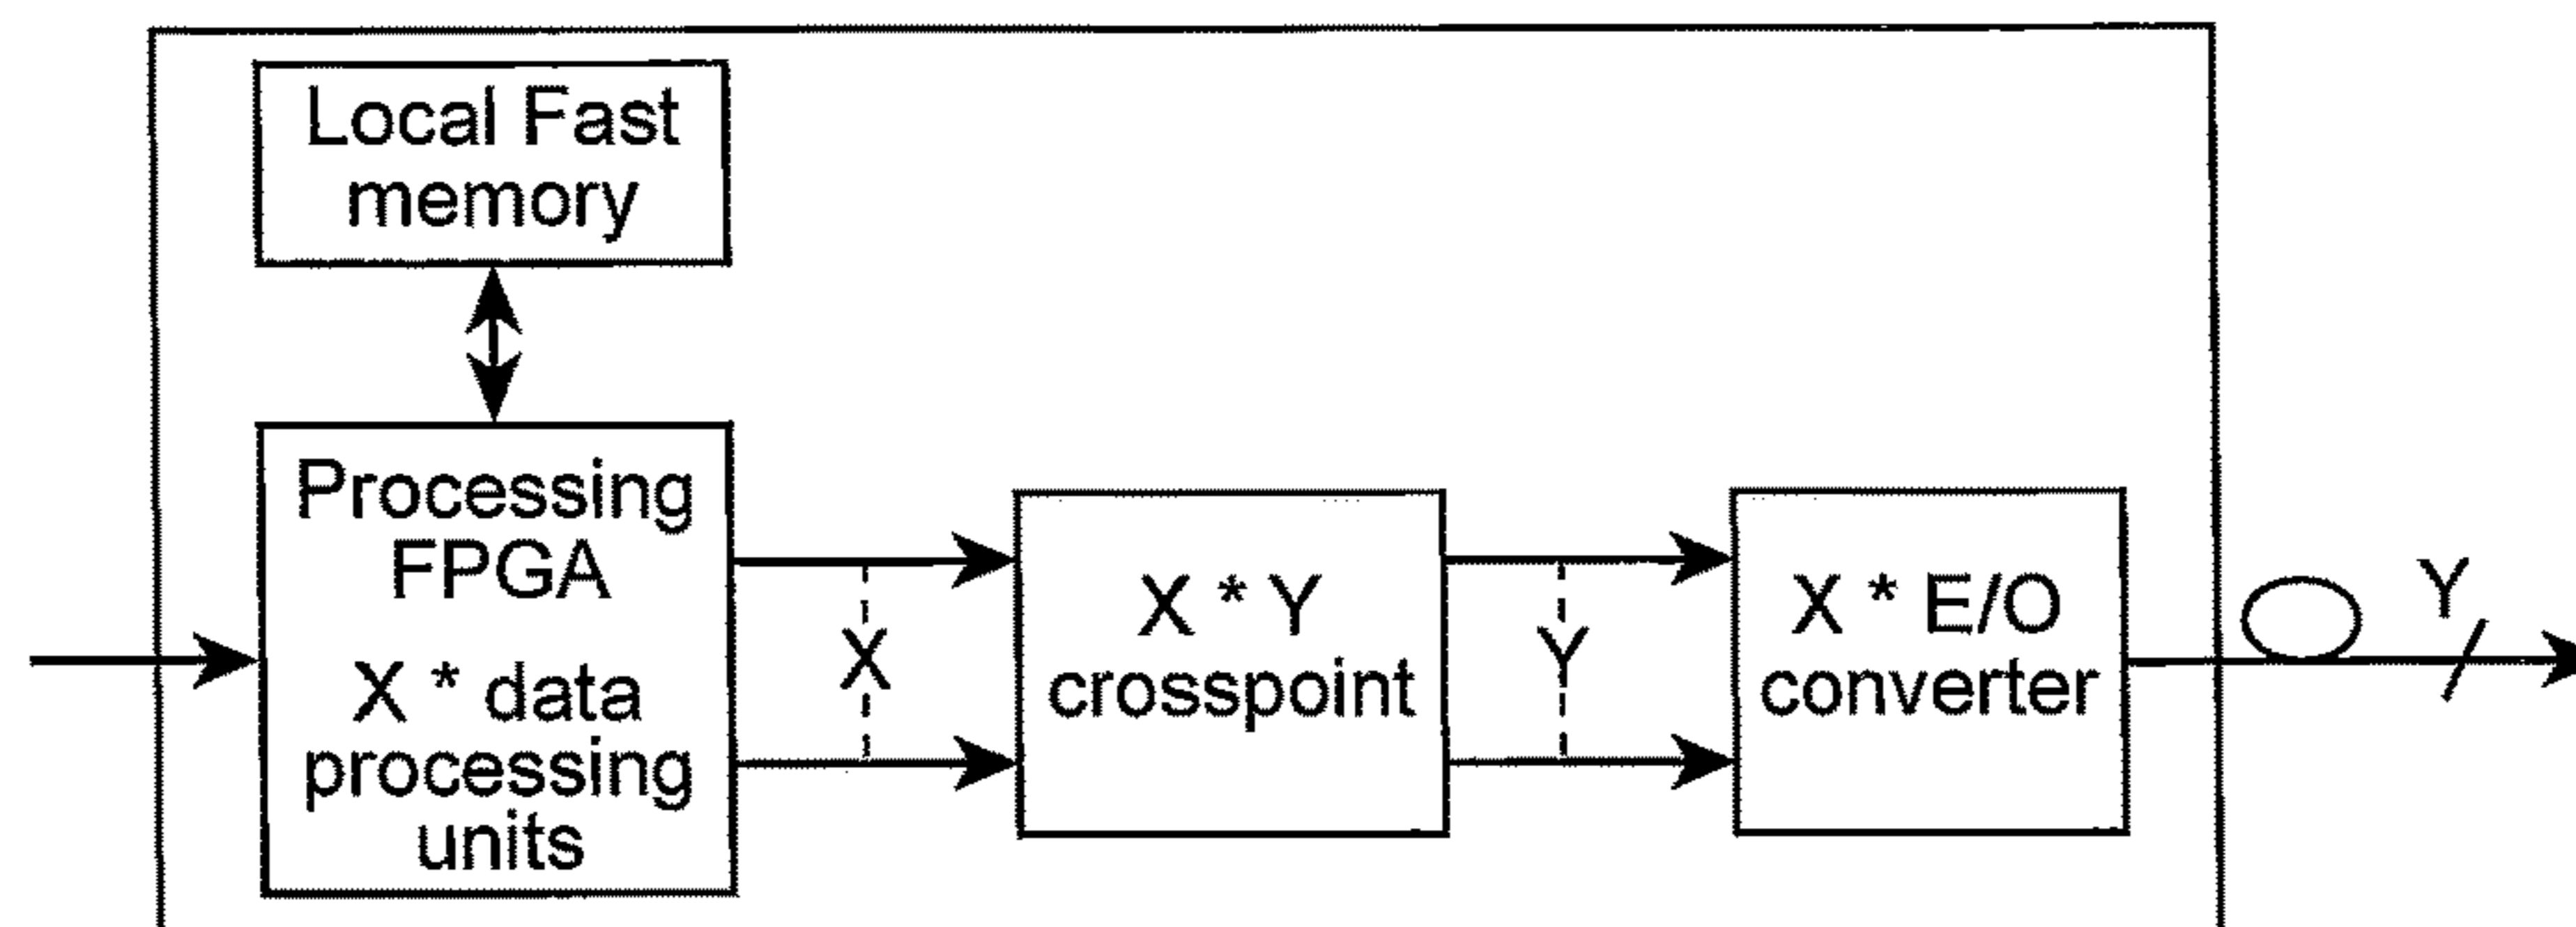 Local Fast
memory
Processing
FPGA
X * data
processing
units
X
X * Y
crosspoint
Y
X * E/O
converter
Y